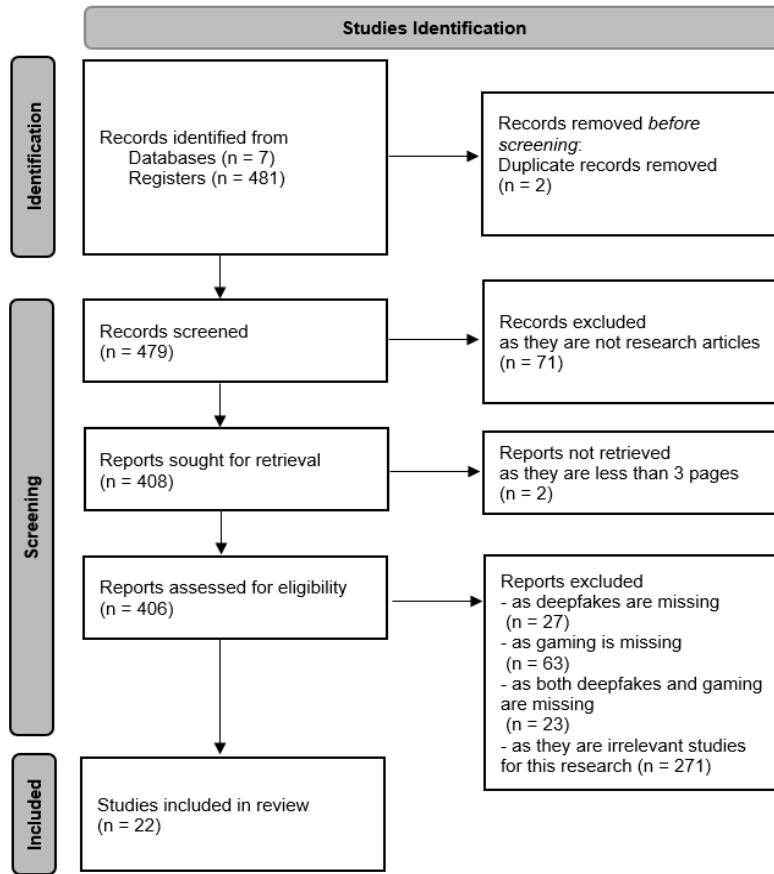 Studies Identification
Identification
Records identified from
Databases (n = 7)
Registers (n = 481)
Records removed before
screening:
Duplicate records removed
(n = 2)
Screening
Records screened
(n = 479)
Records excluded
as they are not research articles
(n = 71)
Reports sought for retrieval
(n = 408)
Reports not retrieved
as they are less than 3 pages
(n = 2)
Reports assessed for eligibility
(n = 406)
Reports excluded
- as deepfakes are missing
(n = 27)
- as gaming is missing
(n = 63)
- as both deepfakes and gaming
are missing
(n = 23)
- as they are irrelevant studies
for this research (n = 271)
Included
Studies included in review
(n = 22)